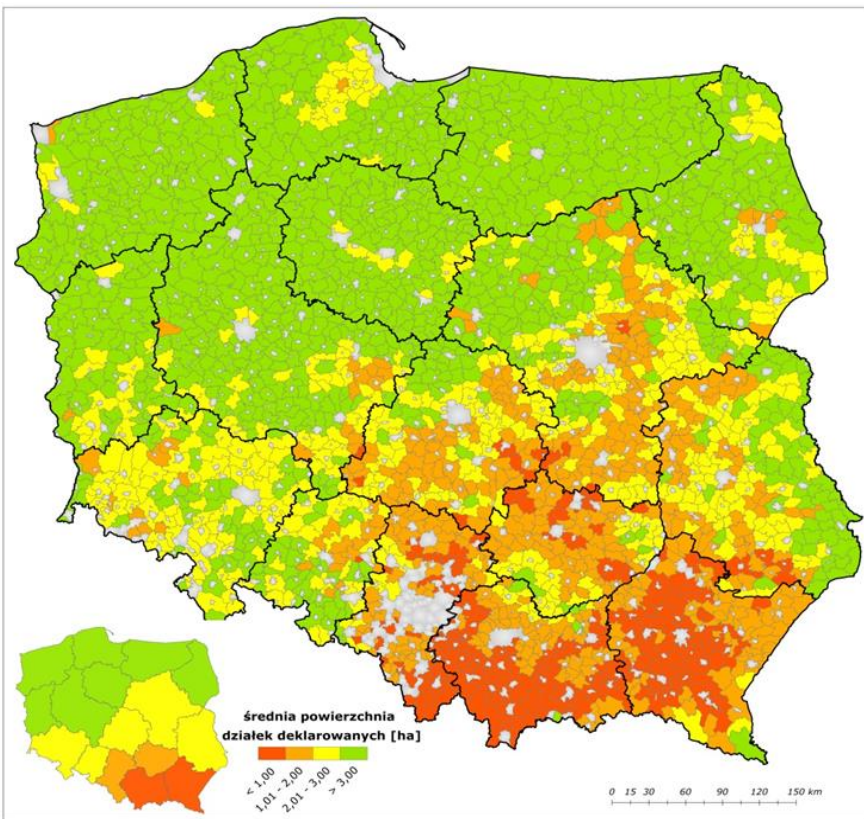 średnia powierzchnia
działek deklarowanych [ha]
< 1,00
1,01 - 2,00
2,01 - 3,00
> 3,00
0 15 30 60 90 120 150 km